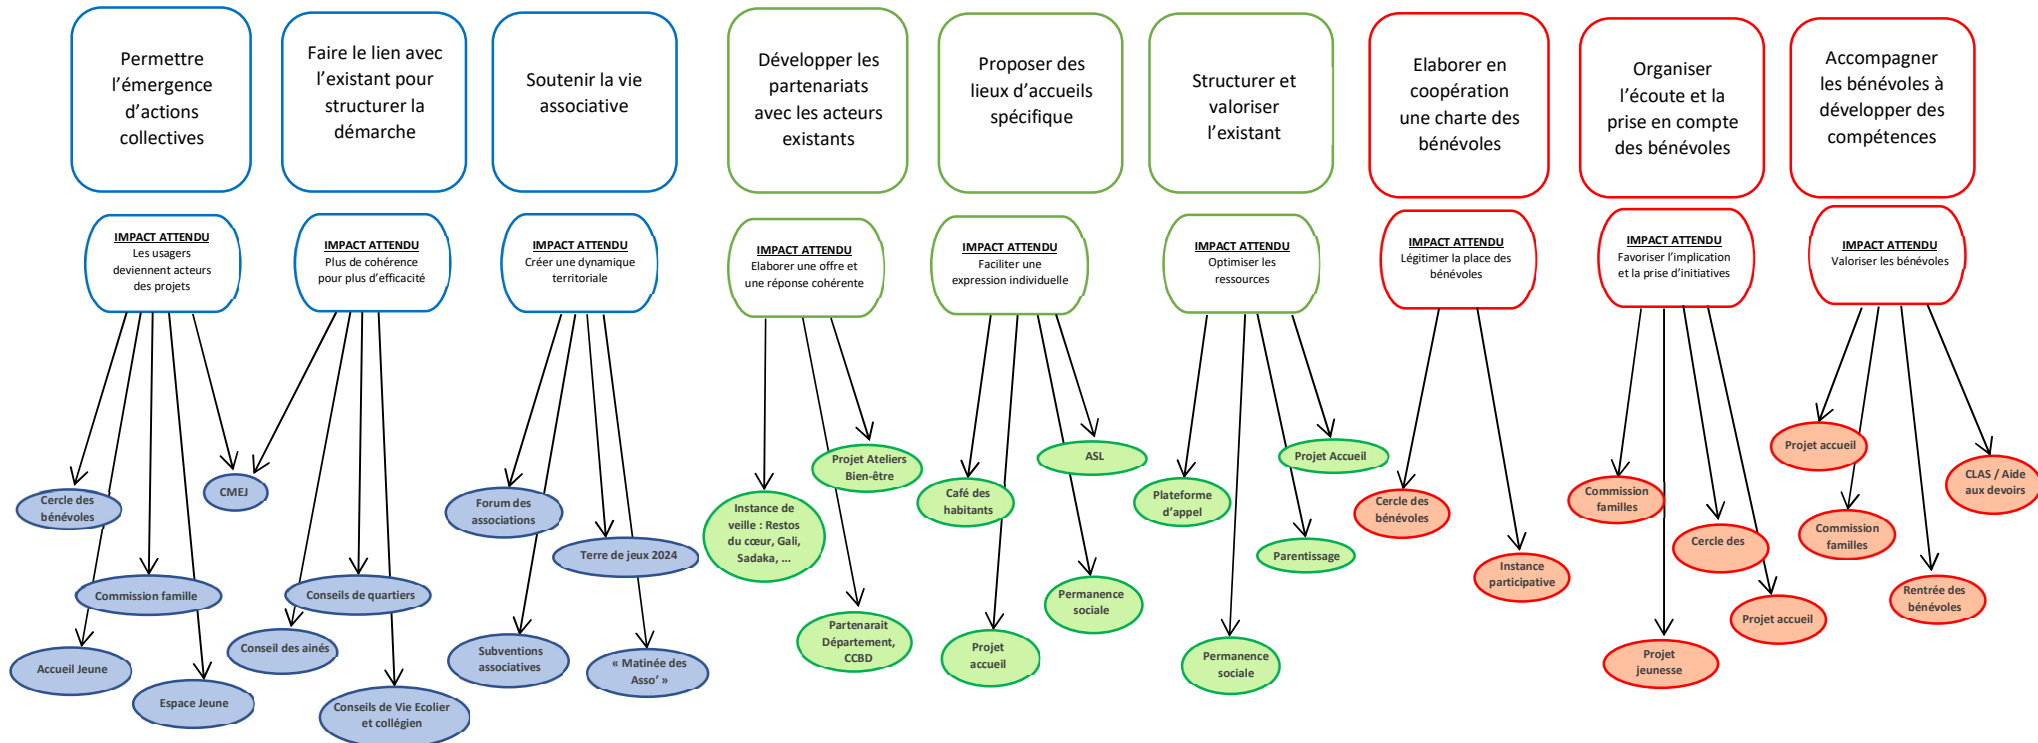 Permettre
l’émergence
d’actions
collectives
Faire le lien avec
l’existant pour
structurer la
démarche
Soutenir la vie
associative
Développer les
partenariats
avec les acteurs
existants
Proposer des
lieux d’accueils
spécifique
Structurer et
valoriser
l’existant
Elaborer en
coopération
une charte des
bénévoles
Organiser
l’écoute et la
prise en compte
des bénévoles
Accompagner
les bénévoles à
développer des
compétences
IMPACT ATTENDU
Les usagers
deviennent acteurs
des projets
IMPACT ATTENDU
Plus de cohérence
pour plus d’efficacité
IMPACT ATTENDU
Créer une dynamique
territoriale
IMPACT ATTENDU
Elaborer une offre et
une réponse cohérente
IMPACT ATTENDU
Faciliter une
expression individuelle
IMPACT ATTENDU
Optimiser les
ressources
IMPACT ATTENDU
Légitimer la place des
bénévoles
IMPACT ATTENDU
Favoriser l’implication
et la prise d’initiatives
IMPACT ATTENDU
Valoriser les bénévoles
Cercle des
bénévoles
CMEJ
Commission famille
Accueil Jeune
Espace Jeune
Conseils de quartiers
Conseil des ainés
Conseils de Vie Ecolier
et collégien
Forum des
associations
Terre de jeux 2024
Subventions
associatives
« Matinée des
Asso’ »
Projet Ateliers
Bien-être
Instance de
veille : Restos
du cœur, Gali,
Sadaka, ...
Partenarait
Département,
CCBD
ASL
Café des
habitants
Permanence
sociale
Projet
accueil
Projet Accueil
Plateforme
d’appel
Parentissage
Permanence
sociale
Cercle des
bénévoles
Instance
participative
Commission
familles
Cercle des
Projet accueil
Projet
jeunesse
Projet accueil
CLAS / Aide
aux devoirs
Commission
familles
Rentrée des
bénévoles